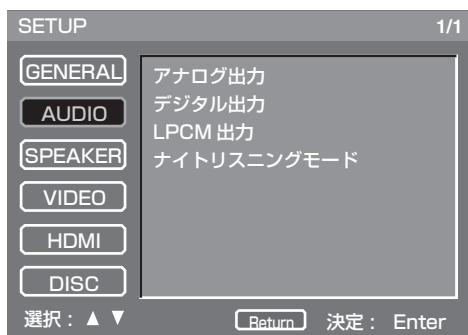 SETUP 1/1
GENERAL
AUDIO
SPEAKER
VIDEO
HDMI
DISC
アナログ出力
デジタル出力
LPCM 出力
ナイトリスニングモード
選択：▲ ▼ Return 決定： Enter